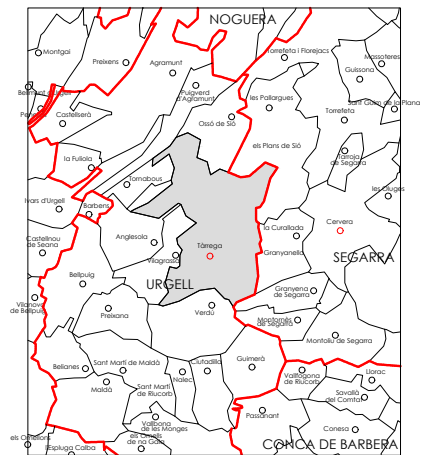 NOGUERA
Montgai
Preixens
Agramunt
Torrefeta i Florejacs
Massoteres
Guissona
Bellmunt d'Urgell
Penelles
Castellserà
Puigverd
d'Agramunt
Ossó de Sió
les Pallargues
Torrefeta
Sant Guim de la Plana
la Fuliola
els Plans de Sió
Tarroja
de Segarra
Tornabous
les Oluges
Ivars d'Urgell
Barbens
Castellnou
de Seana
Anglesola
Vilagrassa
Tàrrega
la Curullada
Cervera
Granyanella
SEGARRA
Bellpuig
URGELL
Granyena
de Segarra
Vilanova
de Bellpuig
Preixana
Verdú
Montornès
de Segarra
Montoliu de Segarra
Belianes
Sant Martí de Maldà
Ciutadilla
Guimerà
Nalec
Vallfogona
de Riucorb
Llorac
Maldà
Sant Martí
de Riucorb
Savallà
del Comtat
Vallbona
de les Monges
Passanant
Conesa
els Omellons
els Omells
de na Gaia
l'Espluga Calba
CONCA DE BARBERÀ